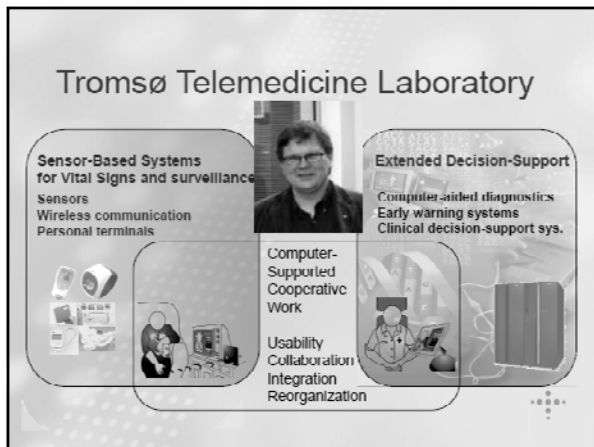 Tromsø Telemedicine Laboratory
Sensor-Based Systems
for Vital Signs and surveillance
Sensors
Wireless communication
Personal terminals
Extended Decision-Support
Computer-aided diagnostics
Early warning systems
Clinical decision-support sys.
Computer-
Supported
Cooperative
Work
Usability
Collaboration
Integration
Reorganization